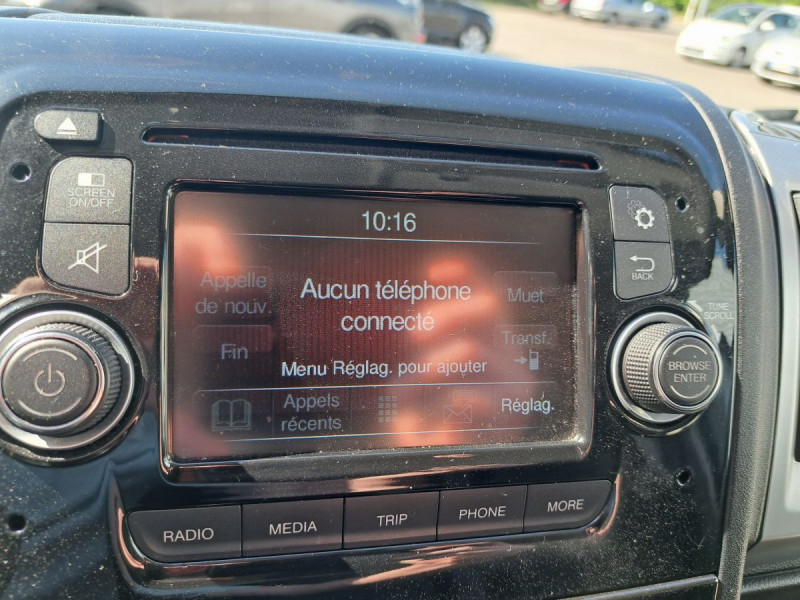 SCREEN
ON/OFF
10:16
Appelle
de nouv.
Aucun téléphone
connecté
Muet
Fin
Transf.
Menu Réglag. pour ajouter
Appels
récents
Réglag.
BACK
TUNE
SCROLL
BROWSE
ENTER
RADIO
MEDIA
TRIP
PHONE
MORE